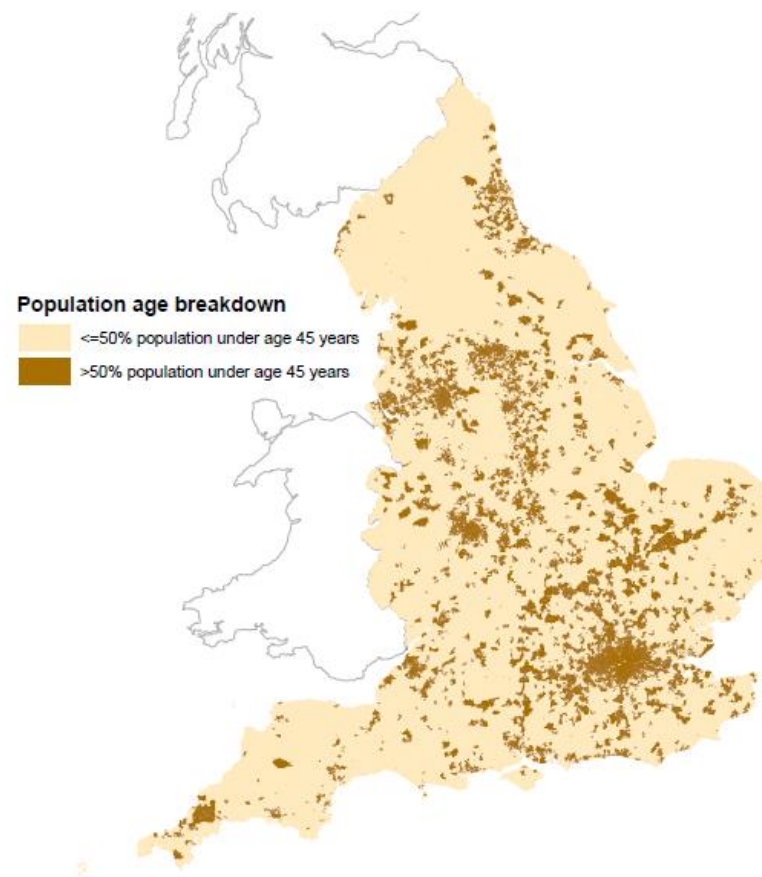 Population age breakdown
<=50% population under age 45 years
>50% population under age 45 years